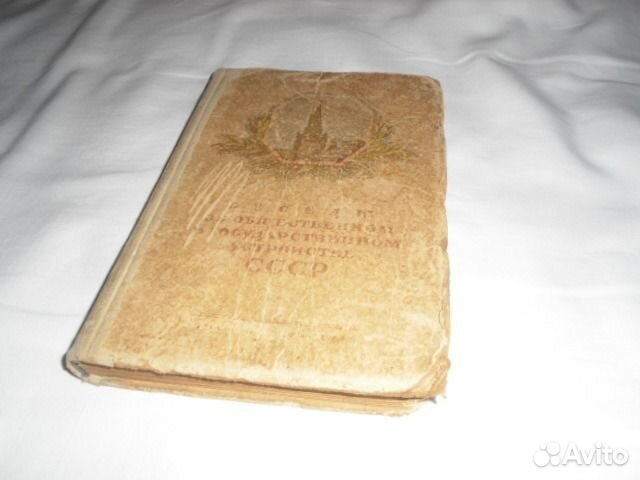 О ОБЩЕСТВЕННОМ
И ГОСУДАРСТВЕННОМ
УСТРОЙСТВЕ
СССР
Avito